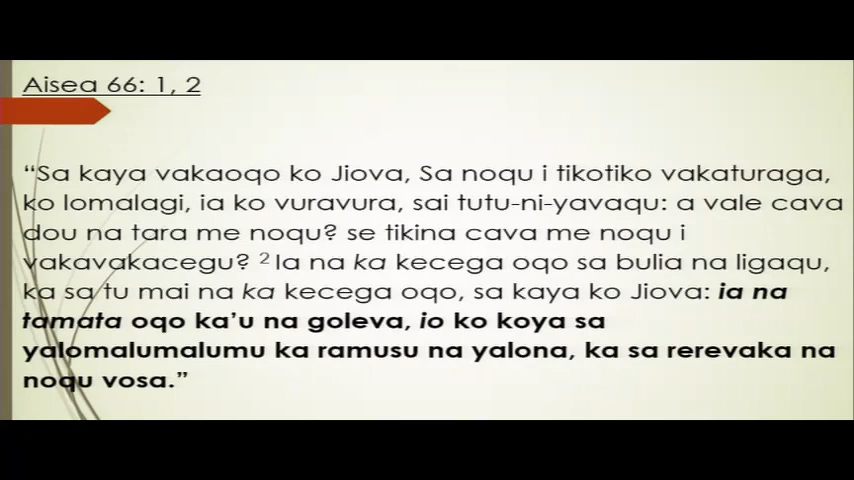 Aisea 66: 1, 2
“Sa kaya vakaoqo ko Jiova, Sa noqu i tikotiko vakaturaga,
ko lomalagi, ia ko vuravura, sai tutu-ni-yavaqu: a vale cava
dou na tara me noqu? se tikina cava me noqu i
vakavakacegu? ² Ia na ka kecega oqo sa bulia na ligaqu,
ka sa tu mai na ka kecega oqo, sa kaya ko Jiova: ia na
tamata oqo ka’u na goleva, io ko koya sa
yalomalumalumu ka ramusu na yalona, ka sa rerevaka na
noqu vosa.”